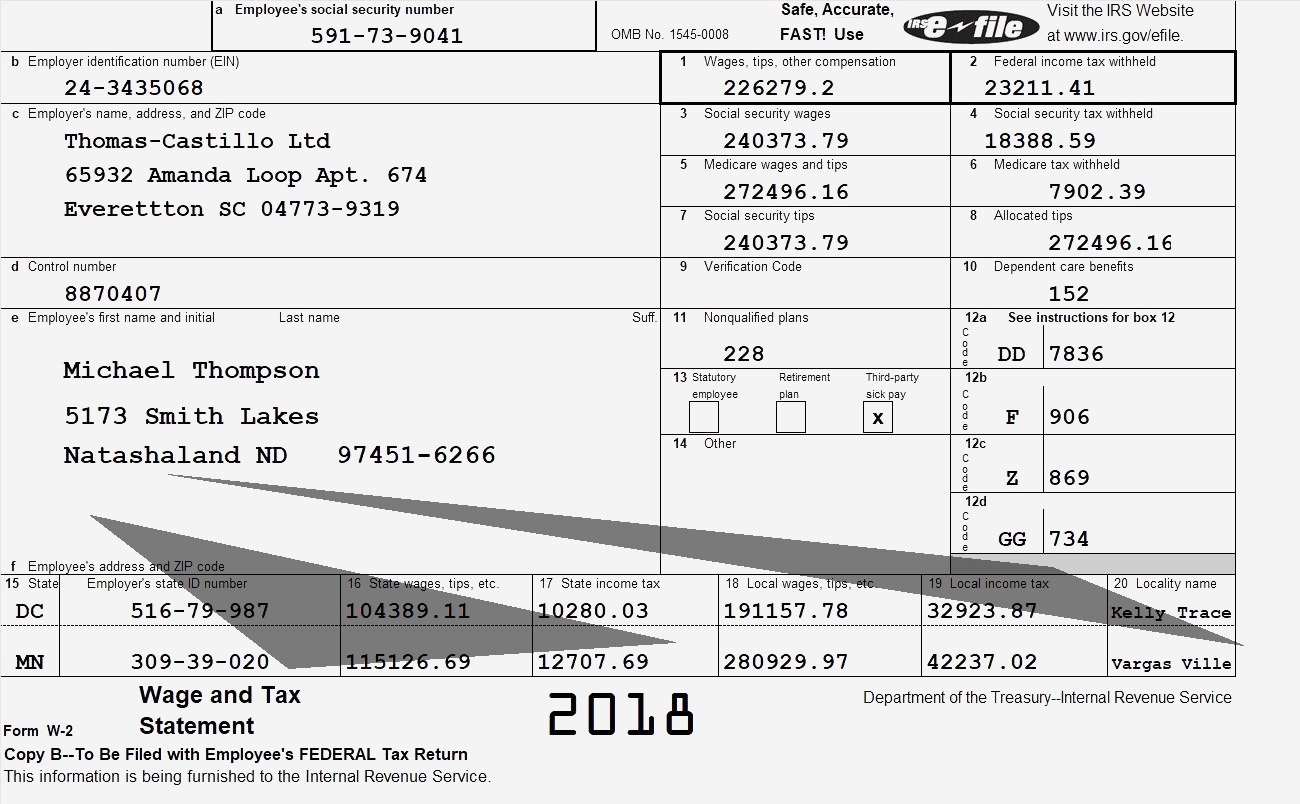 a Employee's social security number
591-73-9041
OMB No. 1545-0008
Safe, Accurate,
FAST! Use
IRS e-file
Visit the IRS Website
at www.irs.gov/efile.
b Employer identification number (EIN)
24-3435068
1 Wages, tips, other compensation
226279.2
2 Federal income tax withheld
23211.41
c Employer's name, address, and ZIP code
Thomas-Castillo Ltd
65932 Amanda Loop Apt. 674
Everettton SC 04773-9319
3 Social security wages
240373.79
4 Social security tax withheld
18388.59
5 Medicare wages and tips
272496.16
6 Medicare tax withheld
7902.39
7 Social security tips
240373.79
8 Allocated tips
272496.16
d Control number
8870407
9 Verification Code
10 Dependent care benefits
152
e Employee's first name and initial Last name Suff.
Michael Thompson
5173 Smith Lakes
Natashaland ND 97451-6266
11 Nonqualified plans
228
12a See instructions for box 12
Code DD 7836
13 Statutory employee
Retirement plan
Third-party sick pay
x
12b
Code F 906
14 Other
12c
Code Z 869
12d
Code GG 734
f Employee's address and ZIP code
15 State Employer's state ID number 16 State wages, tips, etc. 17 State income tax 18 Local wages, tips, etc. 19 Local income tax 20 Locality name
DC 516-79-987 104389.11 10280.03 191157.78 32923.87 Kelly Trace
MN 309-39-020 115126.69 12707.69 280929.97 42237.02 Vargas Ville
Form W-2
Wage and Tax
Statement
2018
Department of the Treasury--Internal Revenue Service
Copy B--To Be Filed with Employee's FEDERAL Tax Return
This information is being furnished to the Internal Revenue Service.